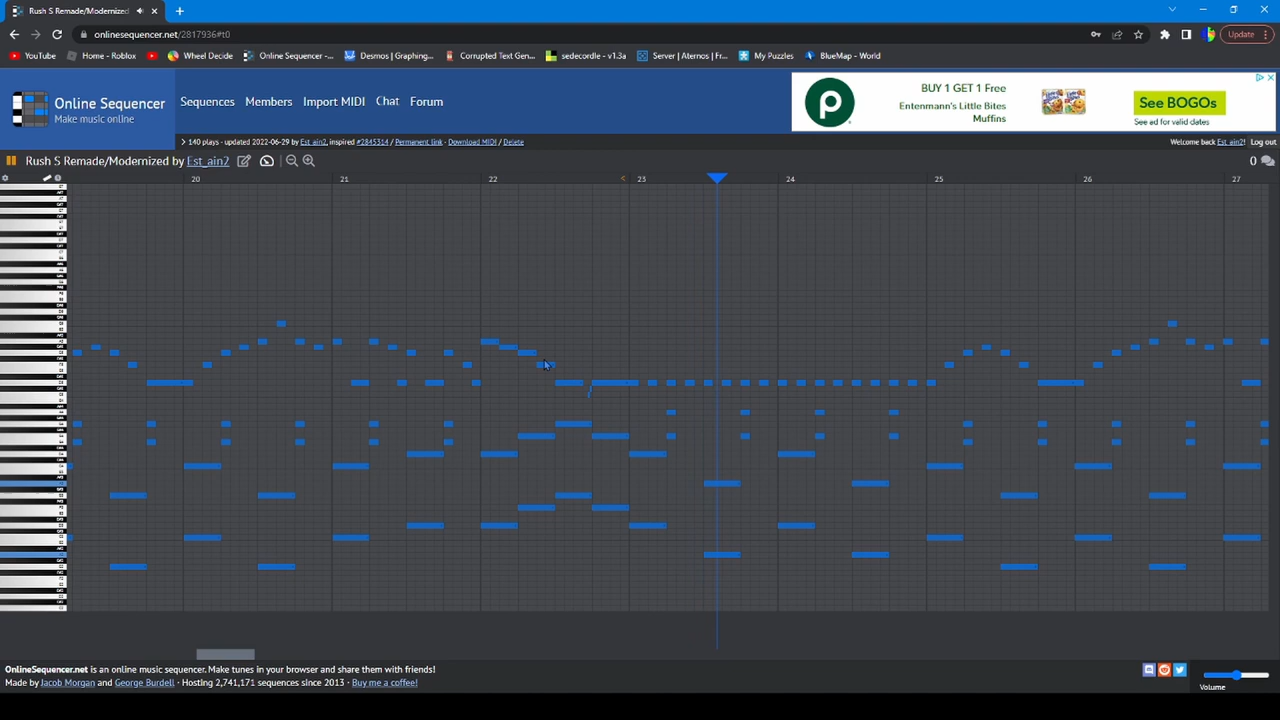 Rush S Remade/Modernized
onlinesequencer.net/2817936#t0
Update
YouTube Home - Roblox Wheel Decide Online Sequencer -... Desmos | Graphing... Corrupted Text Gen... sedecordle - v1.3a Server | Aternos | Fr... My Puzzles BlueMap - World
Online Sequencer
Make music online
Sequences Members Import MIDI Chat Forum
BUY 1 GET 1 Free
Entenmann's Little Bites
Muffins
See BOGOs
See ad for valid dates
140 plays - updated 2022-06-29 by Est_ain2, inspired #2845314 / Permanent link - Download MIDI / Delete
Welcome back Est_ain2! Log out
Rush S Remade/Modernized by Est_ain2
0
20 21 22 23 24 25 26 27
OnlineSequencer.net is an online music sequencer. Make tunes in your browser and share them with friends!
Made by Jacob Morgan and George Burdell · Hosting 2,741,171 sequences since 2013 · Buy me a coffee!
Volume